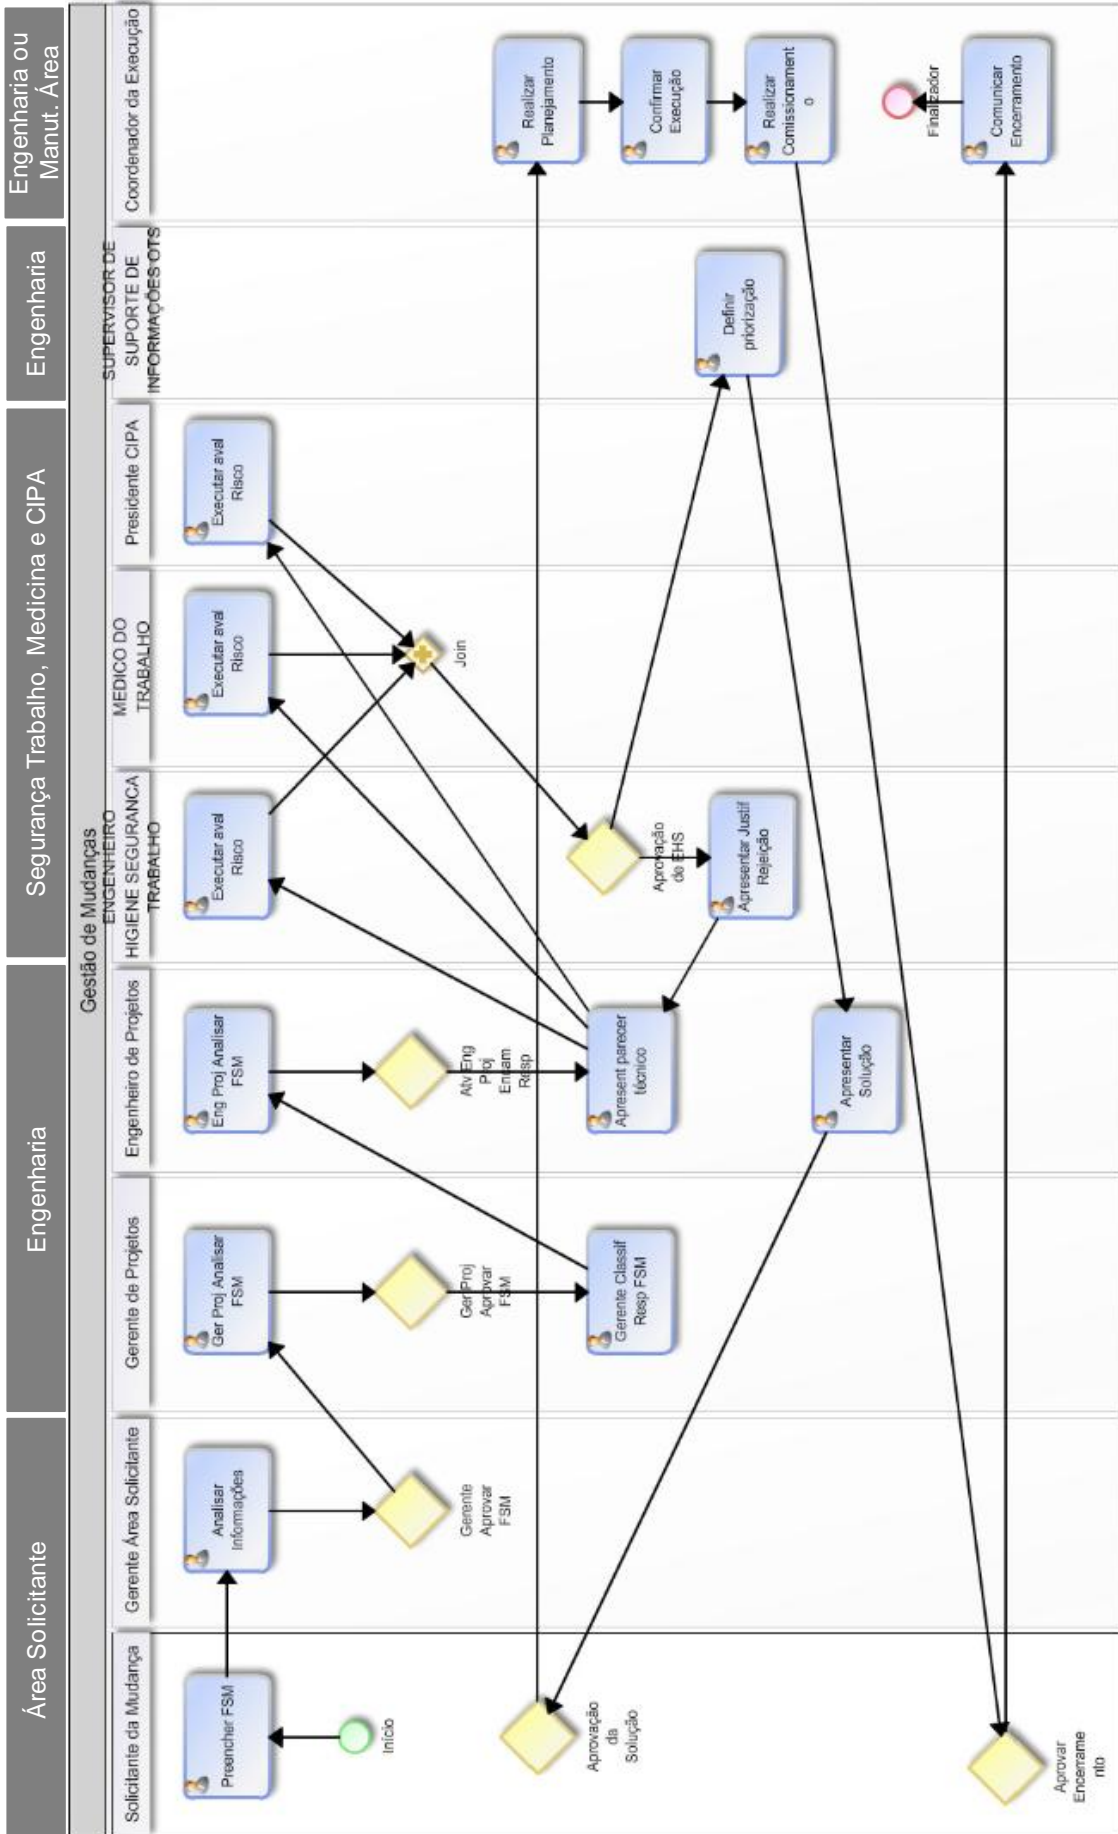 Área Solicitante
Engenharia
Segurança Trabalho, Medicina e CIPA
Engenharia
Engenharia ou
Manut. Área
Gestão de Mudanças
Solicitante da Mudança
Gerente Área Solicitante
Gerente de Projetos
Engenheiro de Projetos
ENGENHEIRO
HIGIENE SEGURANCA
TRABALHO
MEDICO DO
TRABALHO
Presidente CIPA
SUPERVISOR DE
SUPORTE DE
INFORMAÇÕES OTS
Coordenador da Execução
Preencher FSM
Analisar
Informações
Ger Proj Analisar
FSM
Eng Proj Analisar
FSM
Executar aval
Risco
Executar aval
Risco
Executar aval
Risco
Início
Gerente
Aprovar
FSM
Ger Proj
Aprovar
FSM
Atv Eng
Proj
Encam
Resp
Join
Realizar
Planejamento
Aprovação
da
Solução
Gerente Classif
Resp FSM
Apresent parecer
técnico
Aprovação
de EHS
Confirmar
Execução
Apresentar Justif
Rejeição
Definir
priorização
Realizar
Comissionament
o
Apresentar
Solução
Finalizador
Aprovar
Encerrame
nto
Comunicar
Encerramento